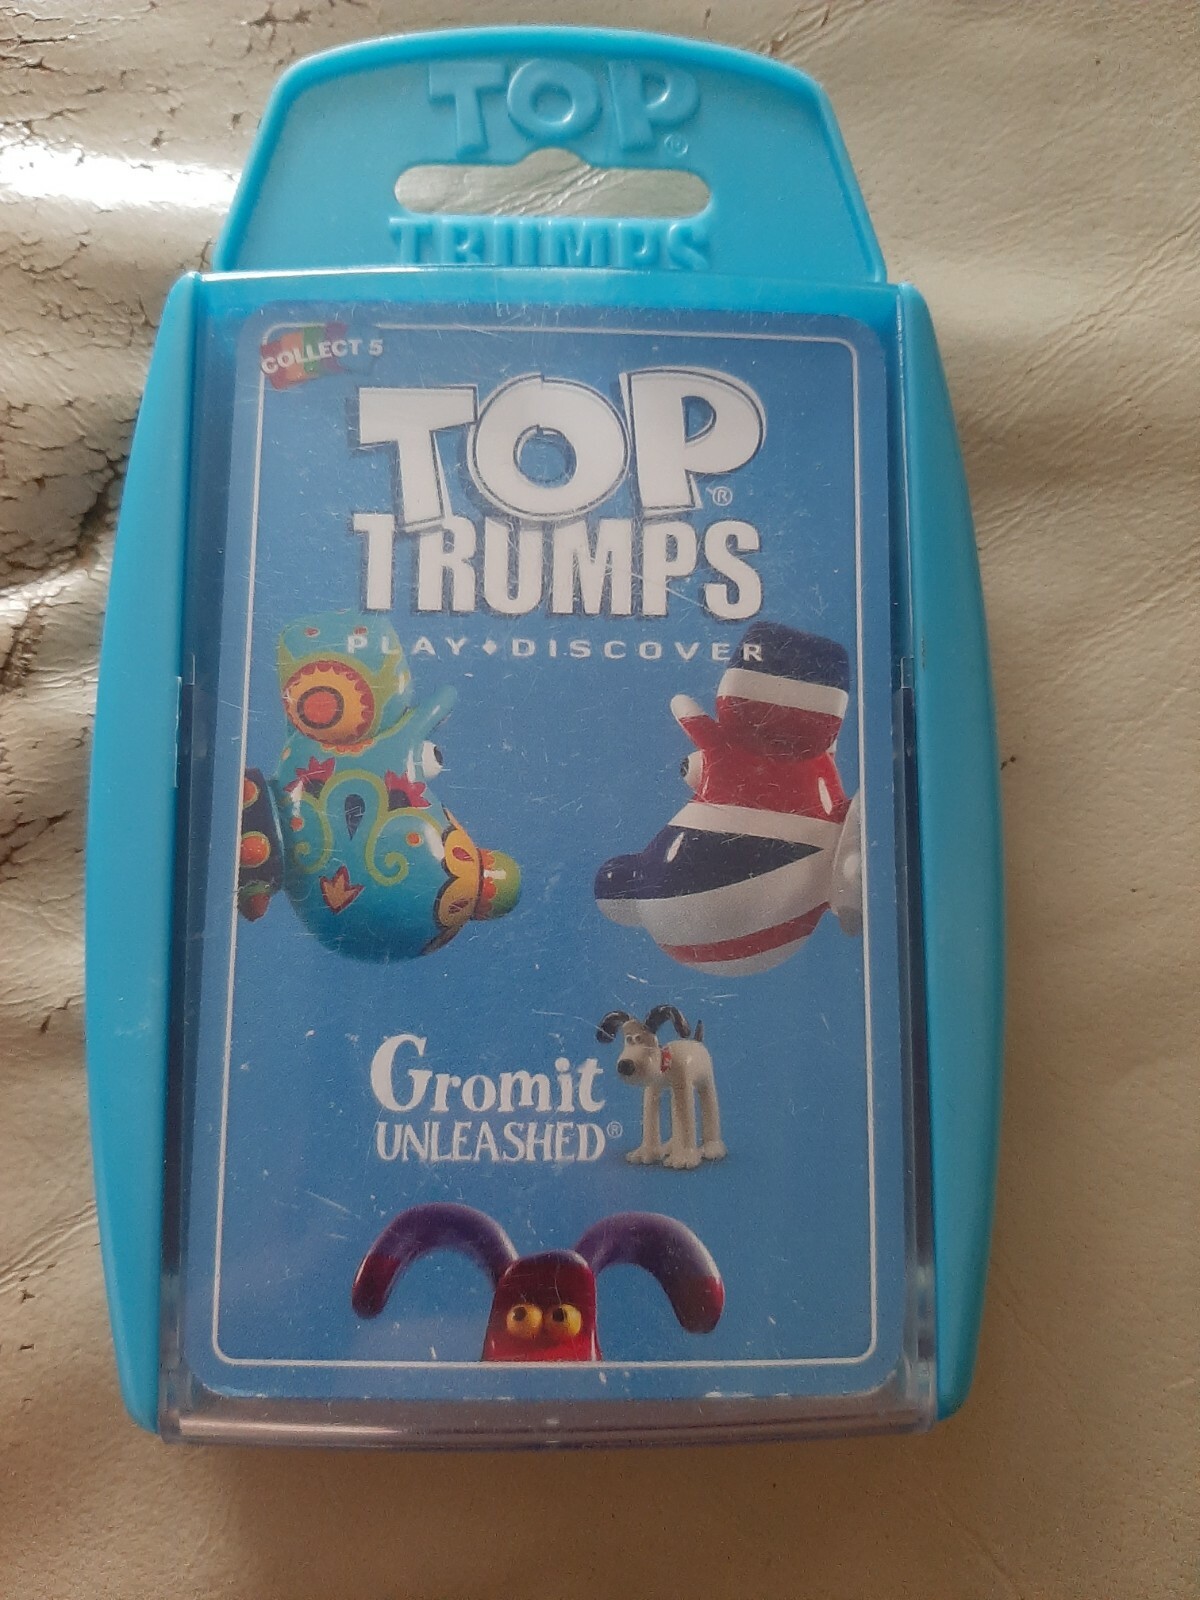 TOP®
TRUMPS
COLLECT 5
TOP®
TRUMPS
PLAY◆DISCOVER
Gromit
UNLEASHED®